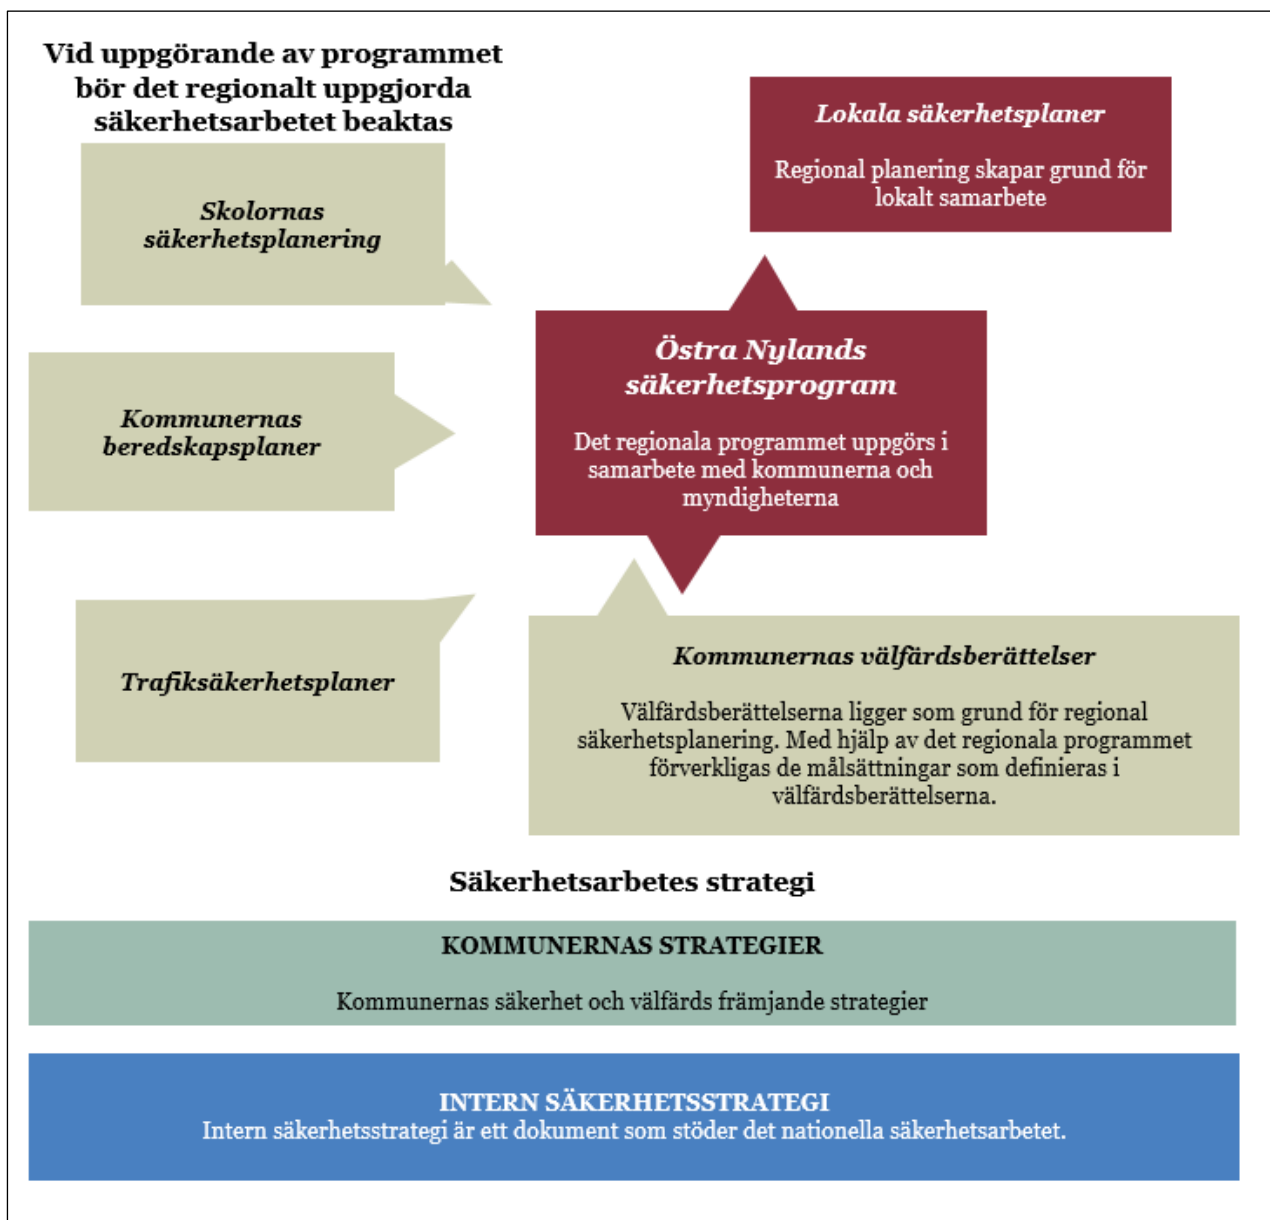 Vid uppgörande av programmet
bör det regionalt uppgjorda
säkerhetsarbetet beaktas
Skolornas
säkerhetsplanering
Kommunernas
beredskapsplaner
Trafiksäkerhetsplaner
Lokala säkerhetsplaner
Regional planering skapar grund för
lokalt samarbete
Östra Nylands
säkerhetsprogram
Det regionala programmet uppgörs i
samarbete med kommunerna och
myndigheterna
Kommunernas välfärdsberättelser
Välfärdsberättelserna ligger som grund för regional
säkerhetsplanering. Med hjälp av det regionala programmet
förverkligas de målsättningar som definieras i
välfärdsberättelserna.
Säkerhetsarbetes strategi
KOMMUNERNAS STRATEGIER
Kommunernas säkerhet och välfärds främjande strategier
INTERN SÄKERHETSSTRATEGI
Intern säkerhetsstrategi är ett dokument som stöder det nationella säkerhetsarbetet.